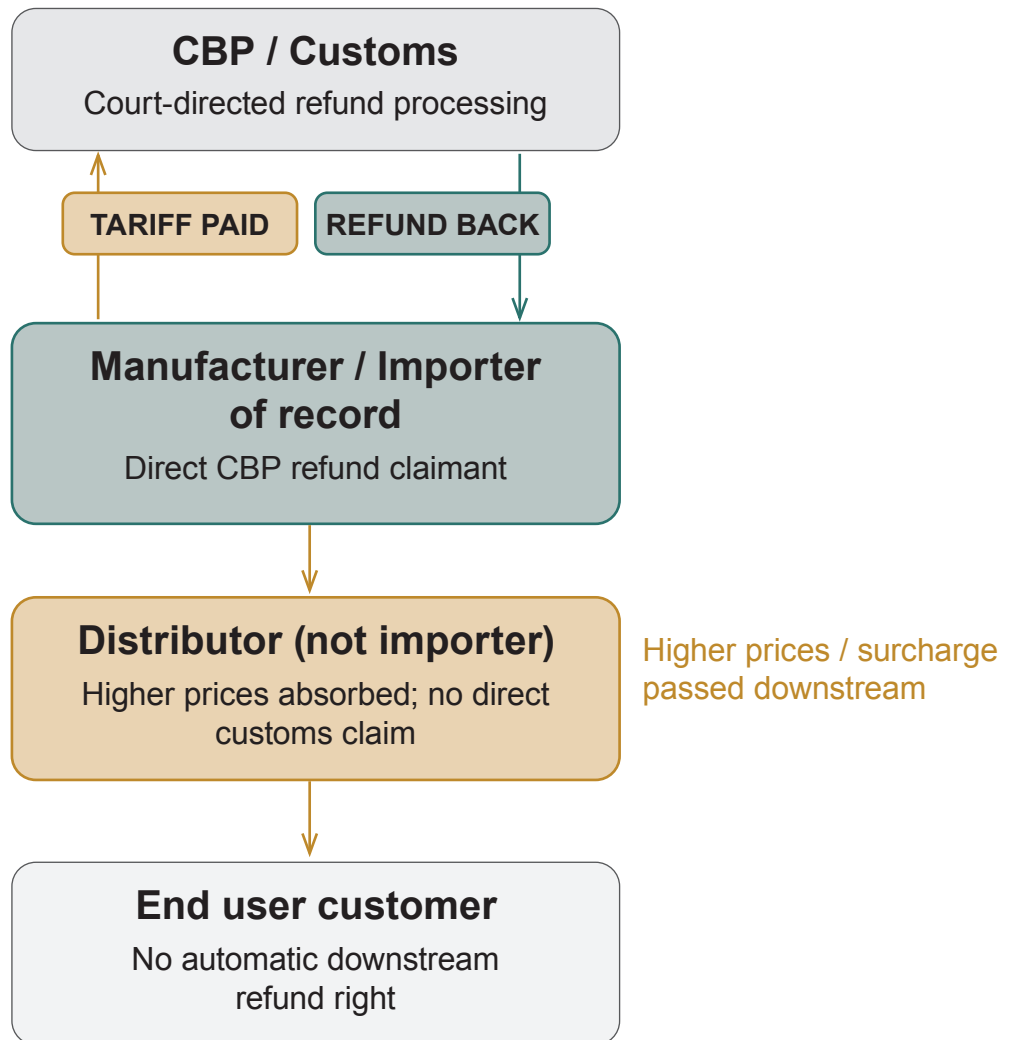 CBP / Customs
Court-directed refund processing
TARIFF PAID
REFUND BACK
Manufacturer / Importer
of record
Direct CBP refund claimant
Distributor (not importer)
Higher prices absorbed; no direct
customs claim
Higher prices / surcharge
passed downstream
End user customer
No automatic downstream
refund right